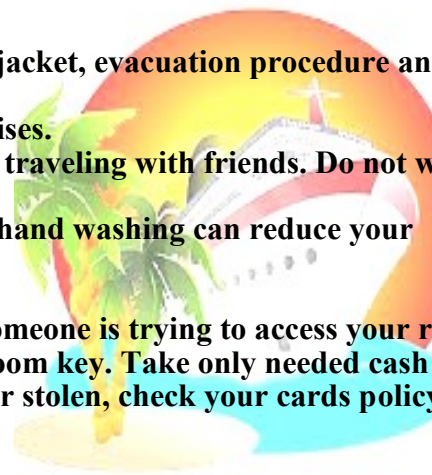 jacket, evacuation procedure an
ises.
traveling with friends. Do not w
hand washing can reduce your
omeone is trying to access your r
oom key. Take only needed cash
r stolen, check your cards policy